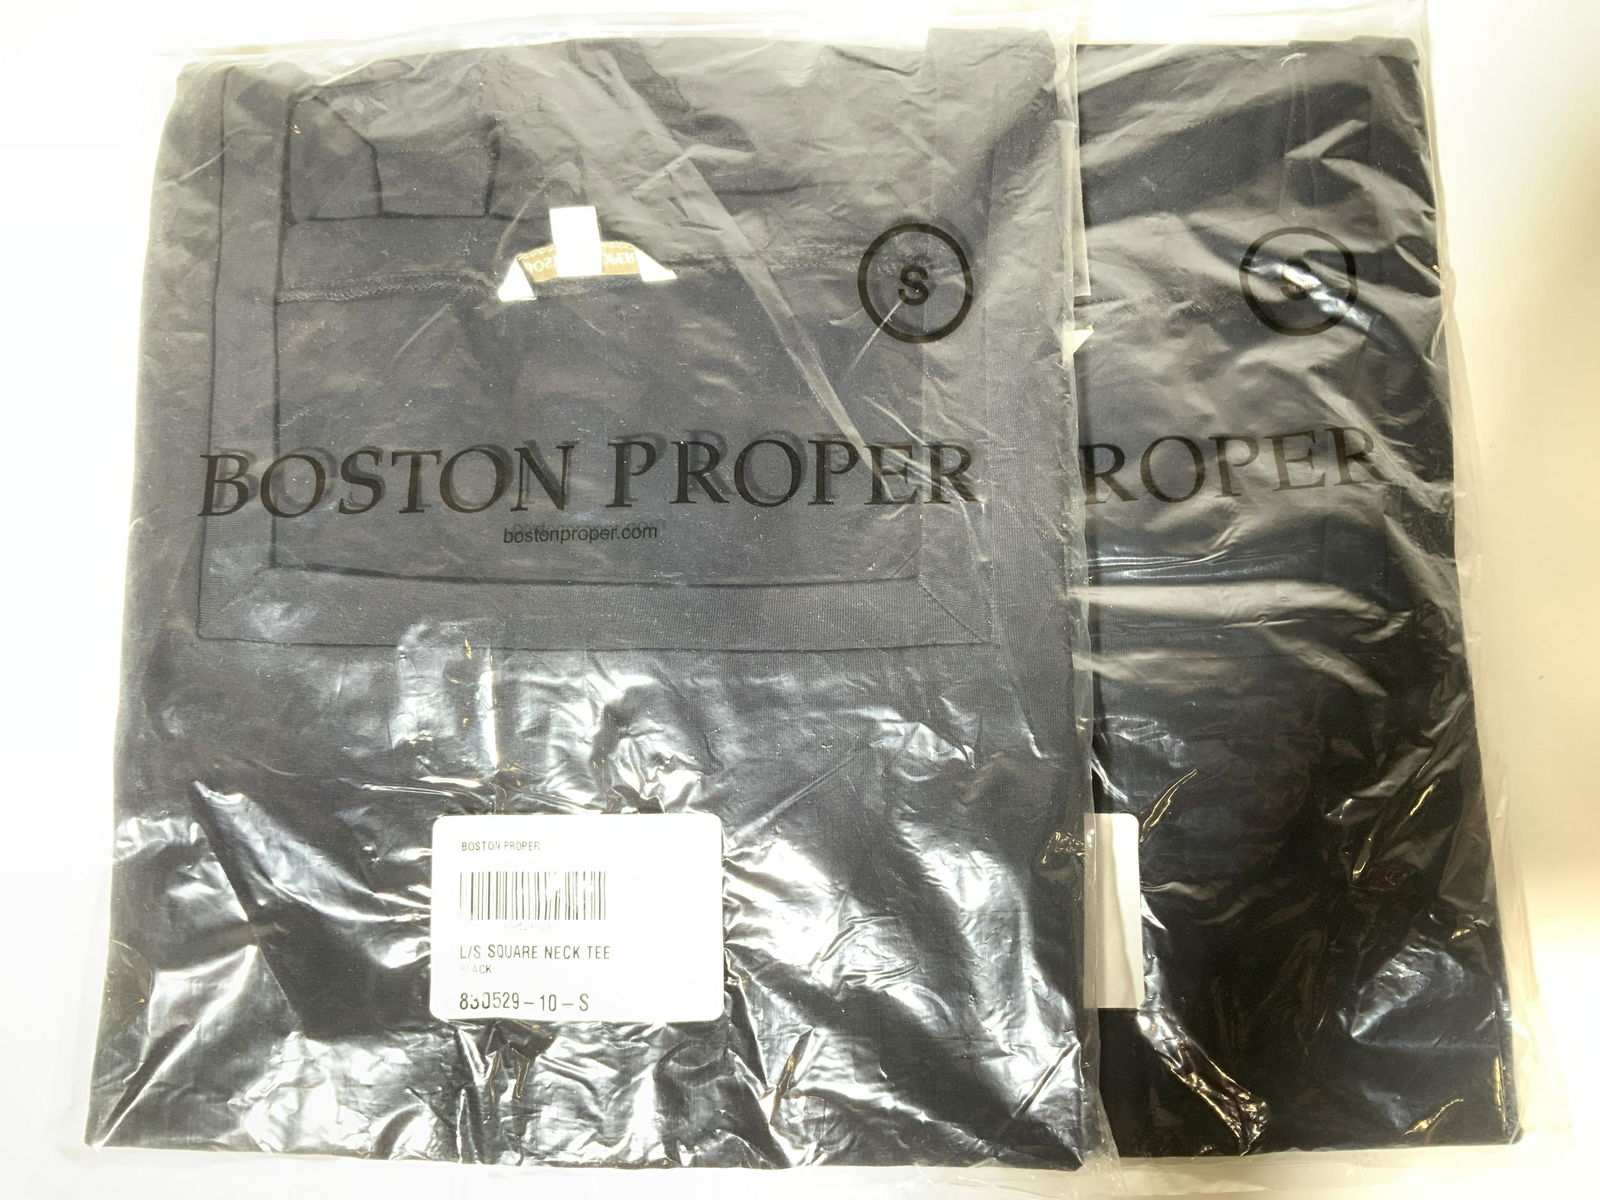 S
S
BOSTON PROPER
ROPER
bostonproper.com
BOSTON PROPER
L/S SQUARE NECK TEE
BLACK
830529-10-S